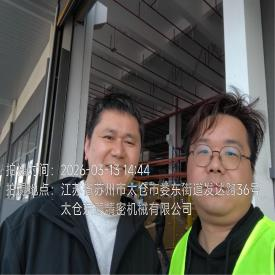 拍摄时间：2026-03-13 14:44
拍摄地点：江苏省苏州市太仓市娄东街道发达路36号
太仓 精密机械有限公司